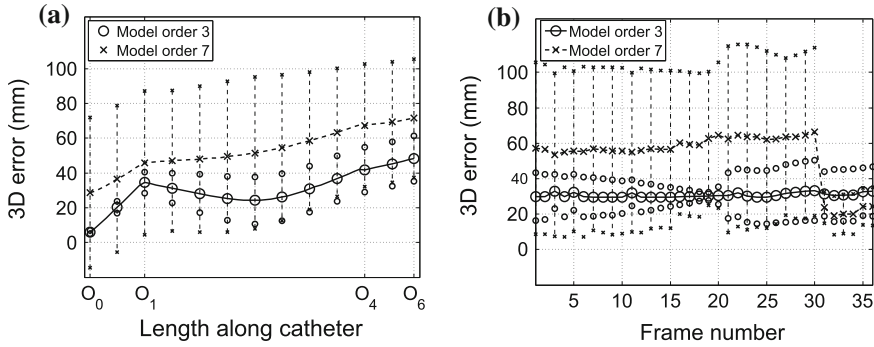 (a)
Model order 3
Model order 7
3D error (mm)
100
80
60
40
20
0
O0 O1 O4 O6
Length along catheter
(b)
Model order 3
Model order 7
3D error (mm)
100
80
60
40
20
0
5 10 15 20 25 30 35
Frame number